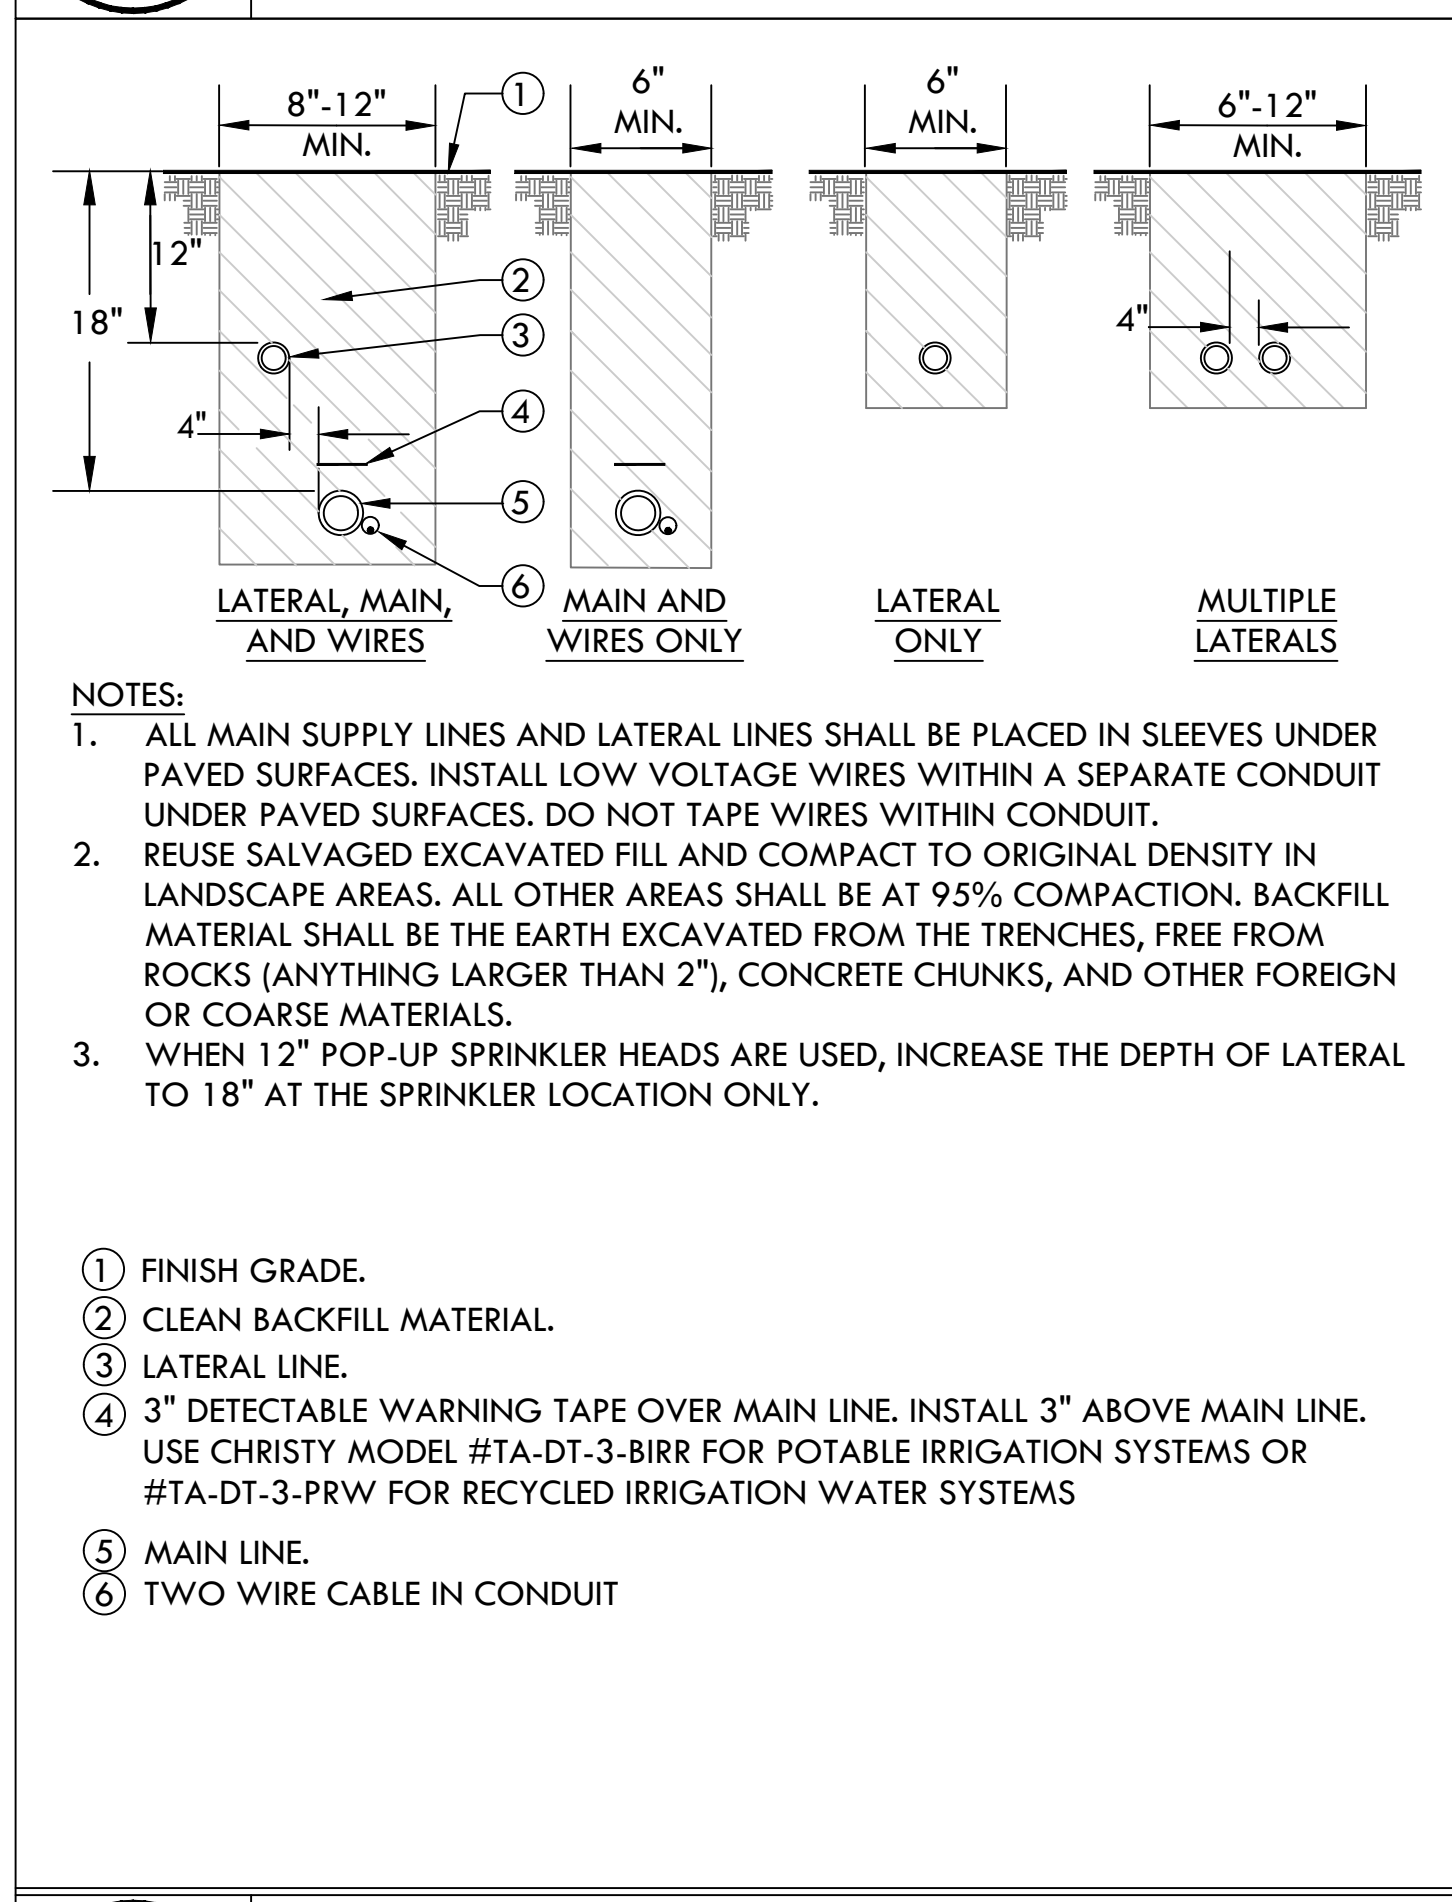 8"-12"
MIN.
1
6"
MIN.
6"
MIN.
6"-12"
MIN.
12"
18"
2
3
4"
4
5
6
4"
LATERAL, MAIN,
AND WIRES
MAIN AND
WIRES ONLY
LATERAL
ONLY
MULTIPLE
LATERALS
NOTES:
1. ALL MAIN SUPPLY LINES AND LATERAL LINES SHALL BE PLACED IN SLEEVES UNDER
PAVED SURFACES. INSTALL LOW VOLTAGE WIRES WITHIN A SEPARATE CONDUIT
UNDER PAVED SURFACES. DO NOT TAPE WIRES WITHIN CONDUIT.
2. REUSE SALVAGED EXCAVATED FILL AND COMPACT TO ORIGINAL DENSITY IN
LANDSCAPE AREAS. ALL OTHER AREAS SHALL BE AT 95% COMPACTION. BACKFILL
MATERIAL SHALL BE THE EARTH EXCAVATED FROM THE TRENCHES, FREE FROM
ROCKS (ANYTHING LARGER THAN 2"), CONCRETE CHUNKS, AND OTHER FOREIGN
OR COARSE MATERIALS.
3. WHEN 12" POP-UP SPRINKLER HEADS ARE USED, INCREASE THE DEPTH OF LATERAL
TO 18" AT THE SPRINKLER LOCATION ONLY.
1 FINISH GRADE.
2 CLEAN BACKFILL MATERIAL.
3 LATERAL LINE.
4 3" DETECTABLE WARNING TAPE OVER MAIN LINE. INSTALL 3" ABOVE MAIN LINE.
USE CHRISTY MODEL #TA-DT-3-BIRR FOR POTABLE IRRIGATION SYSTEMS OR
#TA-DT-3-PRW FOR RECYCLED IRRIGATION WATER SYSTEMS
5 MAIN LINE.
6 TWO WIRE CABLE IN CONDUIT